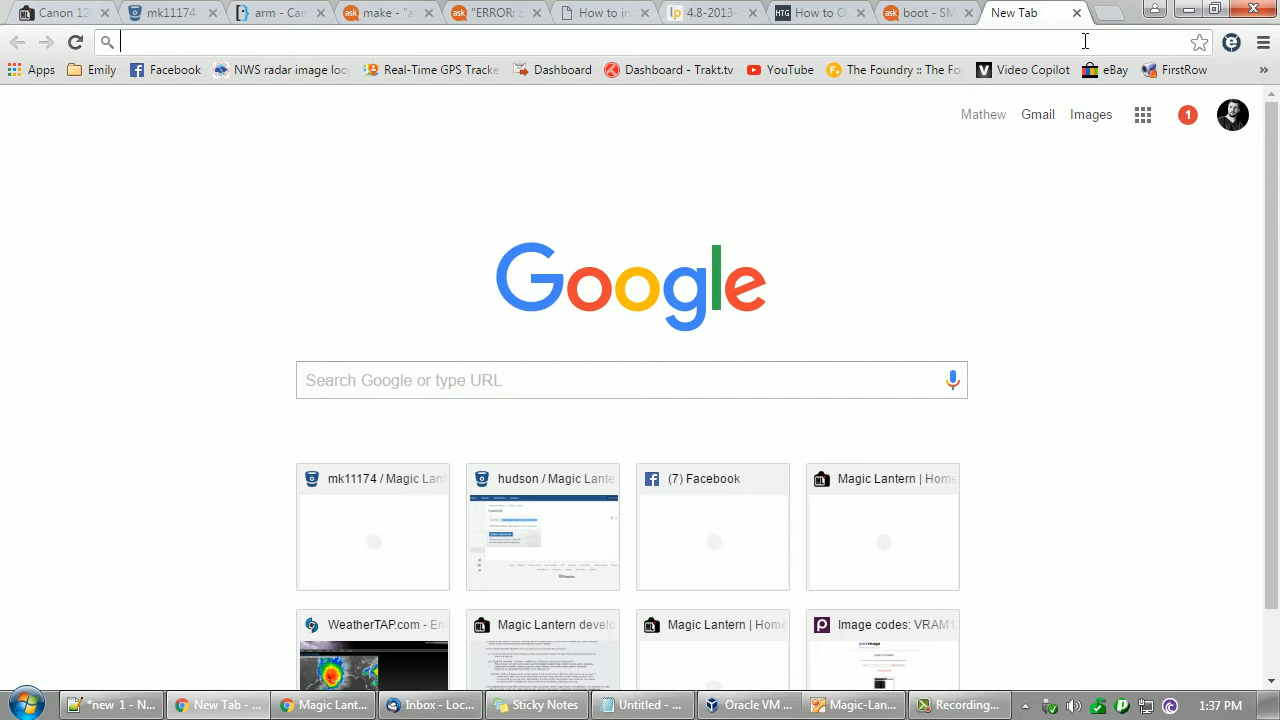 Canon 12
mk11174
arm - Can
make - "a
"ERROR: z
How to in
4.8-2013
How to O
boot - SM
New Tab
Apps
Emily
Facebook
NWS radar image loo
Real-Time GPS Tracke
Dashboard
Dashboard - Trakt.tv
YouTube
The Foundry :: The Fo
Video Copilot
eBay
FirstRow
»
Mathew
Gmail
Images
1
Google
Search Google or type URL
mk11174 / Magic Lant
hudson / Magic Lante
(7) Facebook
Magic Lantern | Home
WeatherTAP.com - En
Magic Lantern develo
Magic Lantern | Home
Image codes: VRAM
new 4 - N...
New Tab - ...
Magic Lant...
Inbox - Loc...
Sticky Notes
Untitled - ...
Oracle VM ...
Magic-Lan...
Recording...
1:37 PM